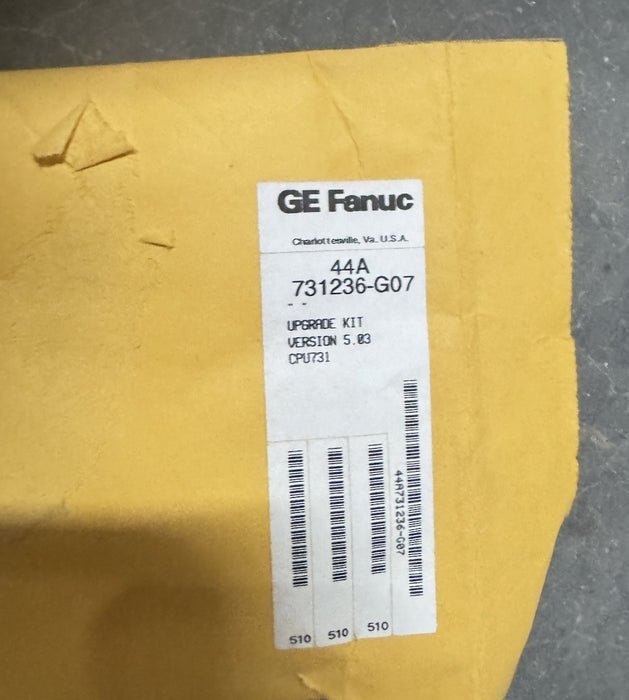 GE Fanuc
Charlottesville, Va. U.S.A.
44A
731236-G07
- -
UPGRADE KIT
VERSION 5.03
CPU731
44A731236-G07
510 510 510